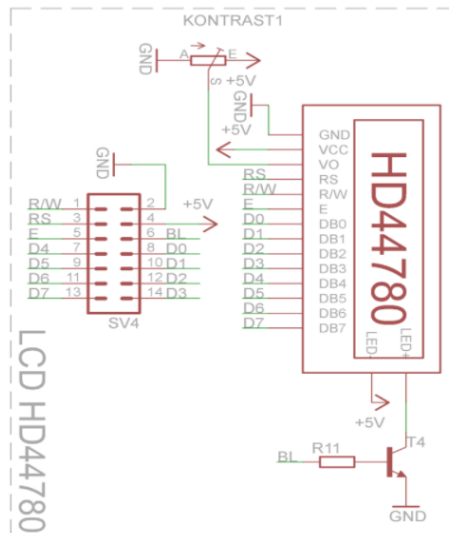 KONTRAST1
GND
A
E
S
+5V
GND
+5V
GND
VCC
VO
RS
R/W
E
DB0
DB1
DB2
DB3
DB4
DB5
DB6
DB7
RS
R/W
E
D0
D1
D2
D3
D4
D5
D6
D7
HD44780
LED-
LED+
+5V
GND
+5V
R/W 1 2
RS 3 4
E 5 6 BL
D4 7 8 D0
D5 9 10 D1
D6 11 12 D2
D7 13 14 D3
SV4
BL
R11
T4
GND
LCD HD44780